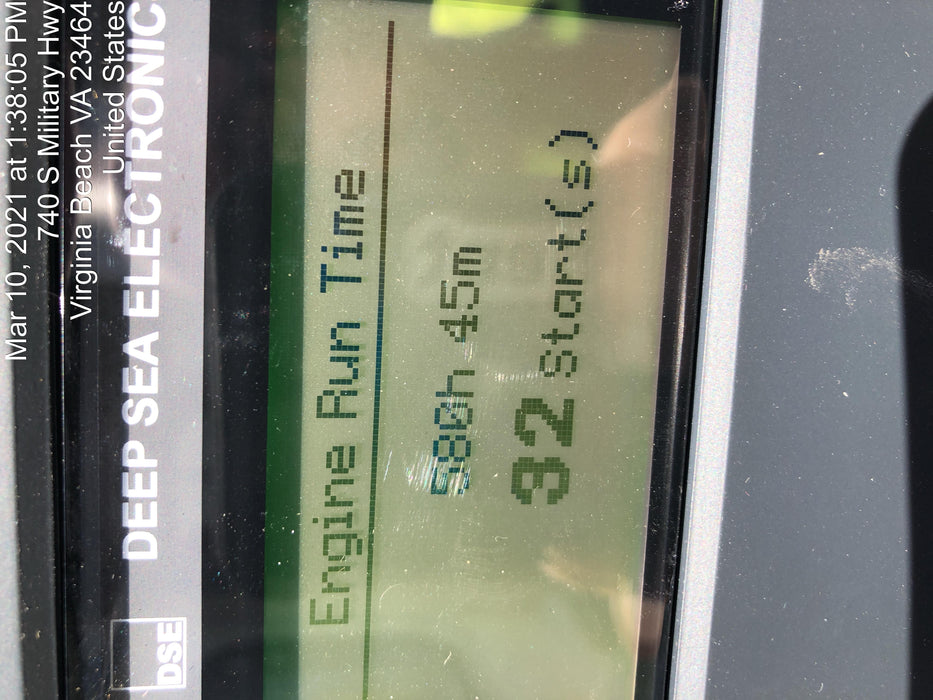 Mar 10, 2021 at 1:38:05 PM
740 S Military Hwy
Virginia Beach VA 23464
United States
DSE
DEEP SEA ELECTRONIC
Engine Run Time
580h 45m
32 Start(s)